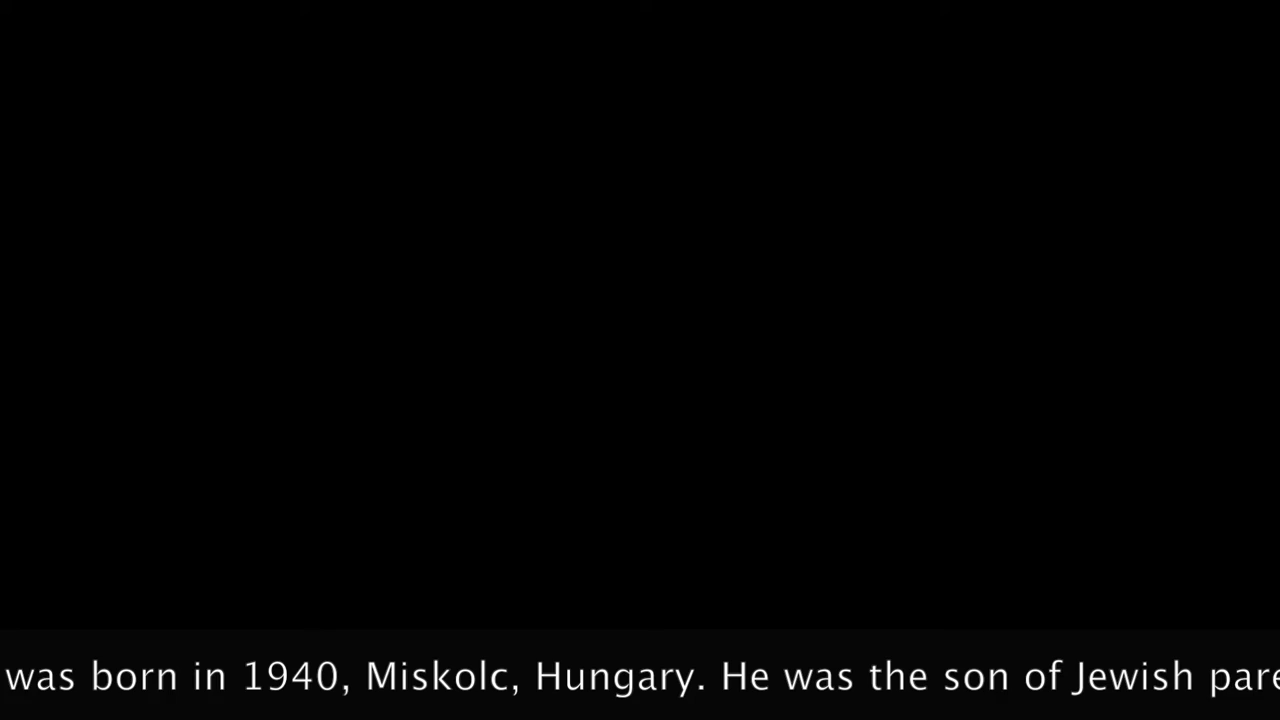 was born in 1940, Miskolc, Hungary. He was the son of Jewish